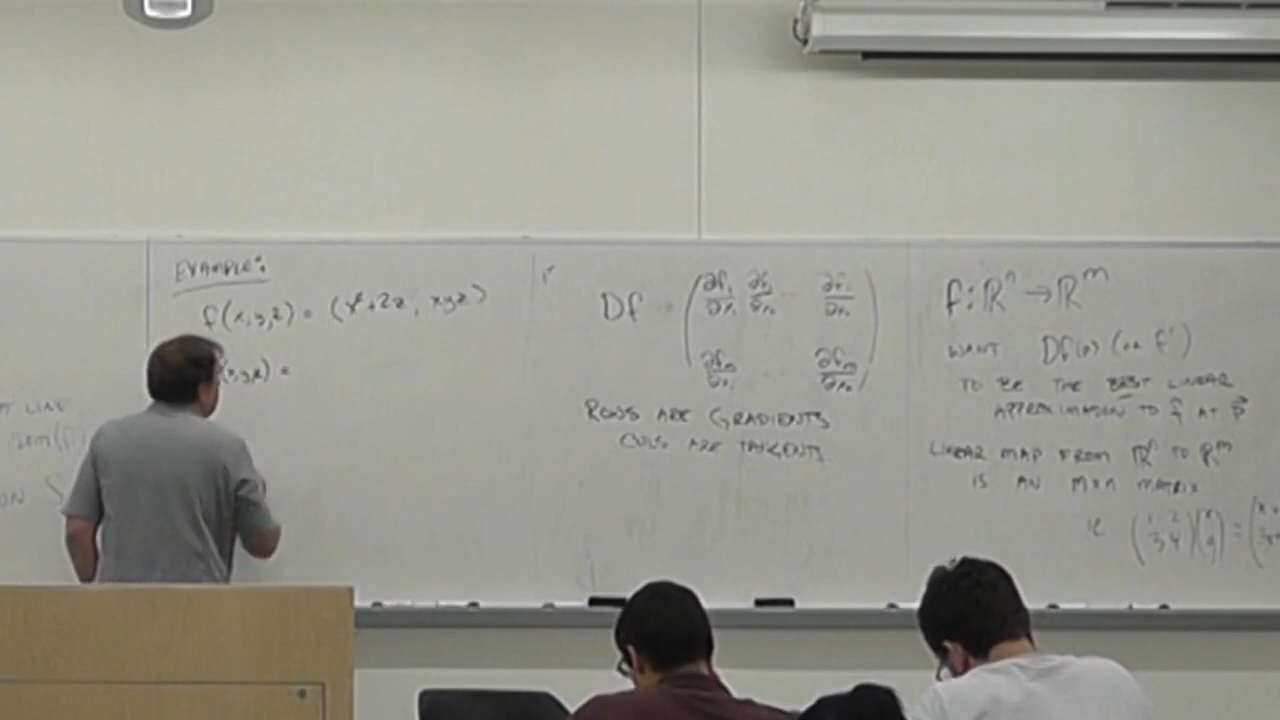 EXAMPLE:
f(x,y,z) = (x²+2z, xyz)
(x,y,z) =
T LINE
ON
Df = (∂f₁/∂x₁ ∂f₁/∂x₂ … ∂f₁/∂xₙ
∂fₘ/∂x₁ … ∂fₘ/∂xₙ)
ROWS ARE GRADIENTS
COLS ARE TANGENTS
f: ℝⁿ → ℝᵐ
WANT Df(p) (OR f')
TO BE THE BEST LINEAR
APPROXIMATION TO f AT p⃗
LINEAR MAP FROM ℝⁿ TO ℝᵐ
IS AN m×n MATRIX
(1 2
3 4)(x
y) =